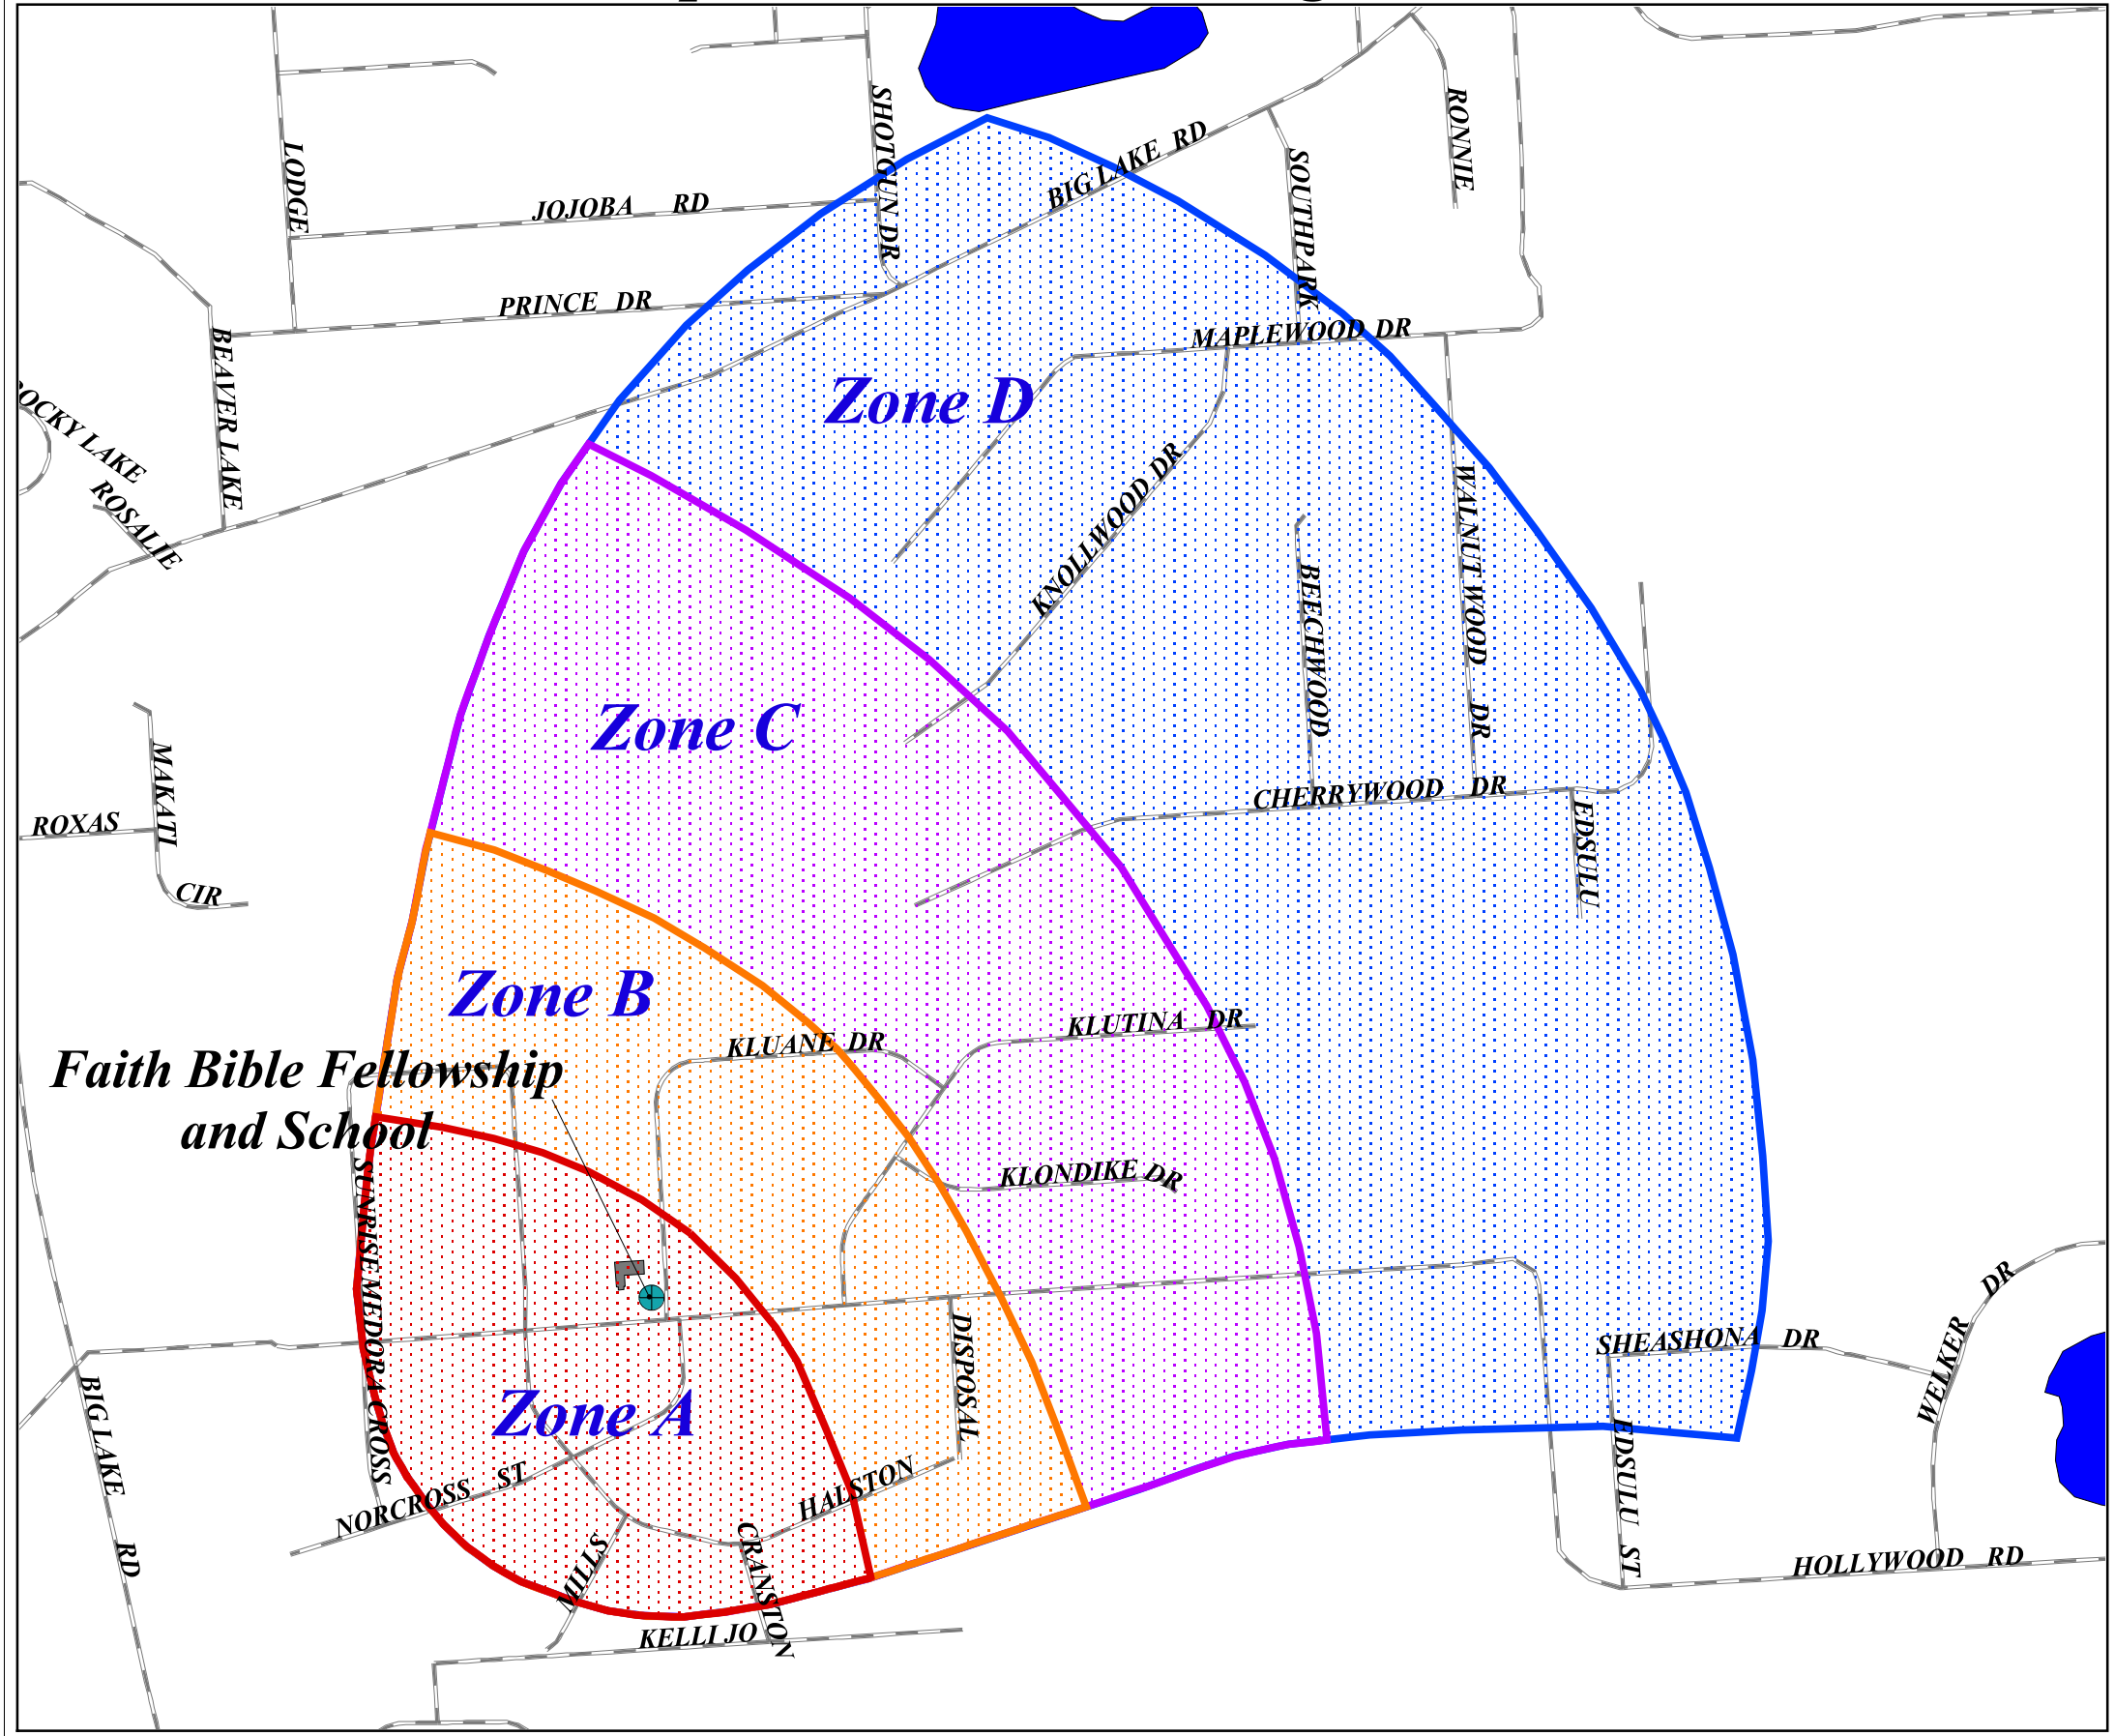 SHOTGUN DR
RONNIE
LODGE
BIG LAKE RD
SOUTHPARK
JOJOBA RD
PRINCE DR
MAPLEWOOD DR
BEAVER LAKE
OCKY LAKE
Zone D
ROSALIE
KNOLLWOOD DR
WALNUT WOOD DR
BEECHWOOD
Zone C
MAKATI
CHERRYWOOD DR
ROXAS
EDSULU
CIR
Zone B
KLUTINA DR
KLUANE DR
Faith Bible Fellowship
and School
KLONDIKE DR
SUNRISE MEDORA CROSS
WELKER DR
DISPOSAL
SHEASHONA DR
Zone A
BIG LAKE RD
EDSULU ST
HALSTON
NORCROSS ST
MILLS
CRANSTON
HOLLYWOOD RD
KELLI JO